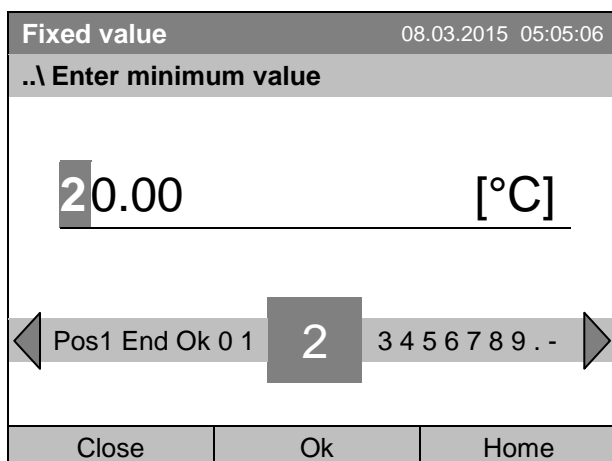 Fixed value 08.03.2015 05:05:06
..\ Enter minimum value
20.00 [°C]
Pos1 End Ok 0 1 2 3 4 5 6 7 8 9 . -
Close Ok Home